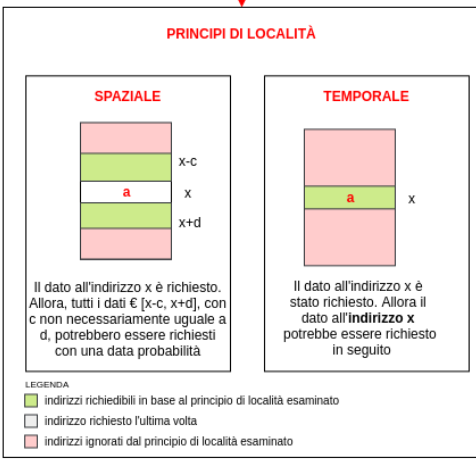 PRINCIPI DI LOCALITÀ
SPAZIALE
x-c
a
x
x+d
Il dato all'indirizzo x è richiesto.
Allora, tutti i dati € [x-c, x+d], con
c non necessariamente uguale a
d, potrebbero essere richiesti
con una data probabilità
TEMPORALE
a
x
Il dato all'indirizzo x è
stato richiesto. Allora il
dato all'indirizzo x
potrebbe essere richiesto
in seguito
LEGENDA
indirizzi richiedibili in base al principio di località esaminato
indirizzo richiesto l'ultima volta
indirizzi ignorati dal principio di località esaminato